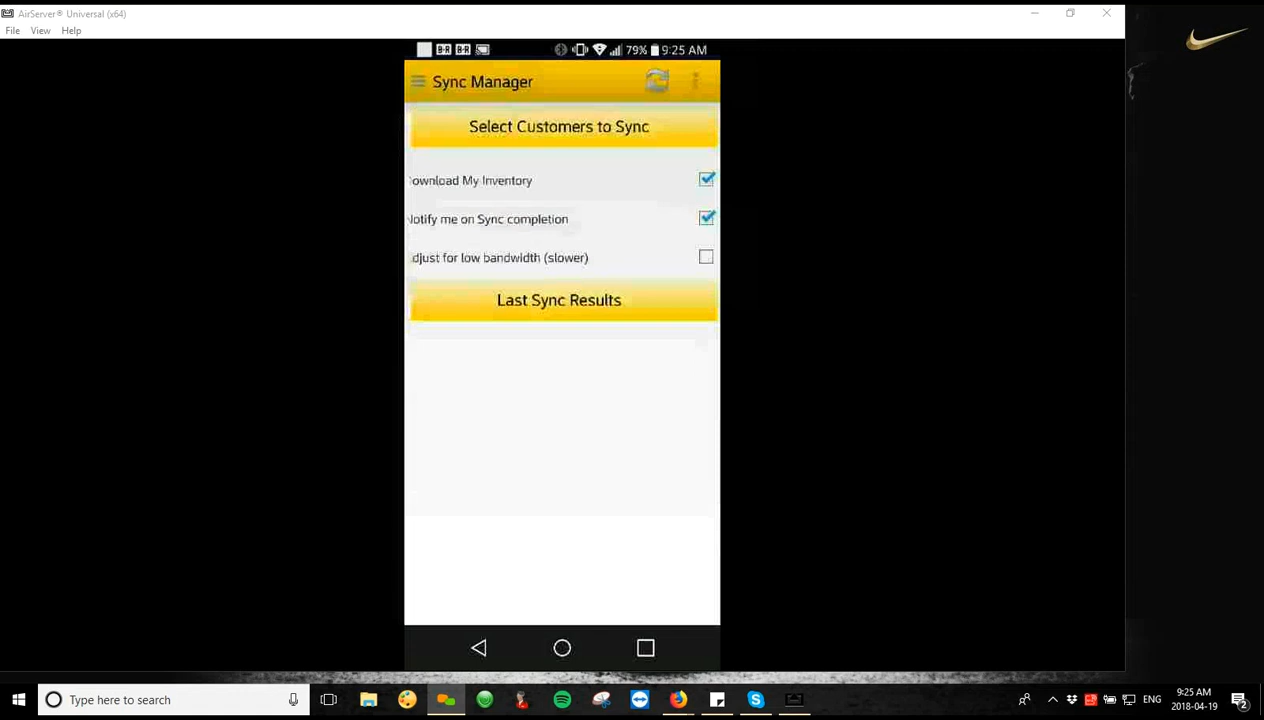 AirServer® Universal (x64)
File View Help
B-R B-R 79% 9:25 AM
Sync Manager
Select Customers to Sync
ownload My Inventory
Notify me on Sync completion
djust for low bandwidth (slower)
Last Sync Results
Type here to search
ENG
9:25 AM
2018-04-19
2